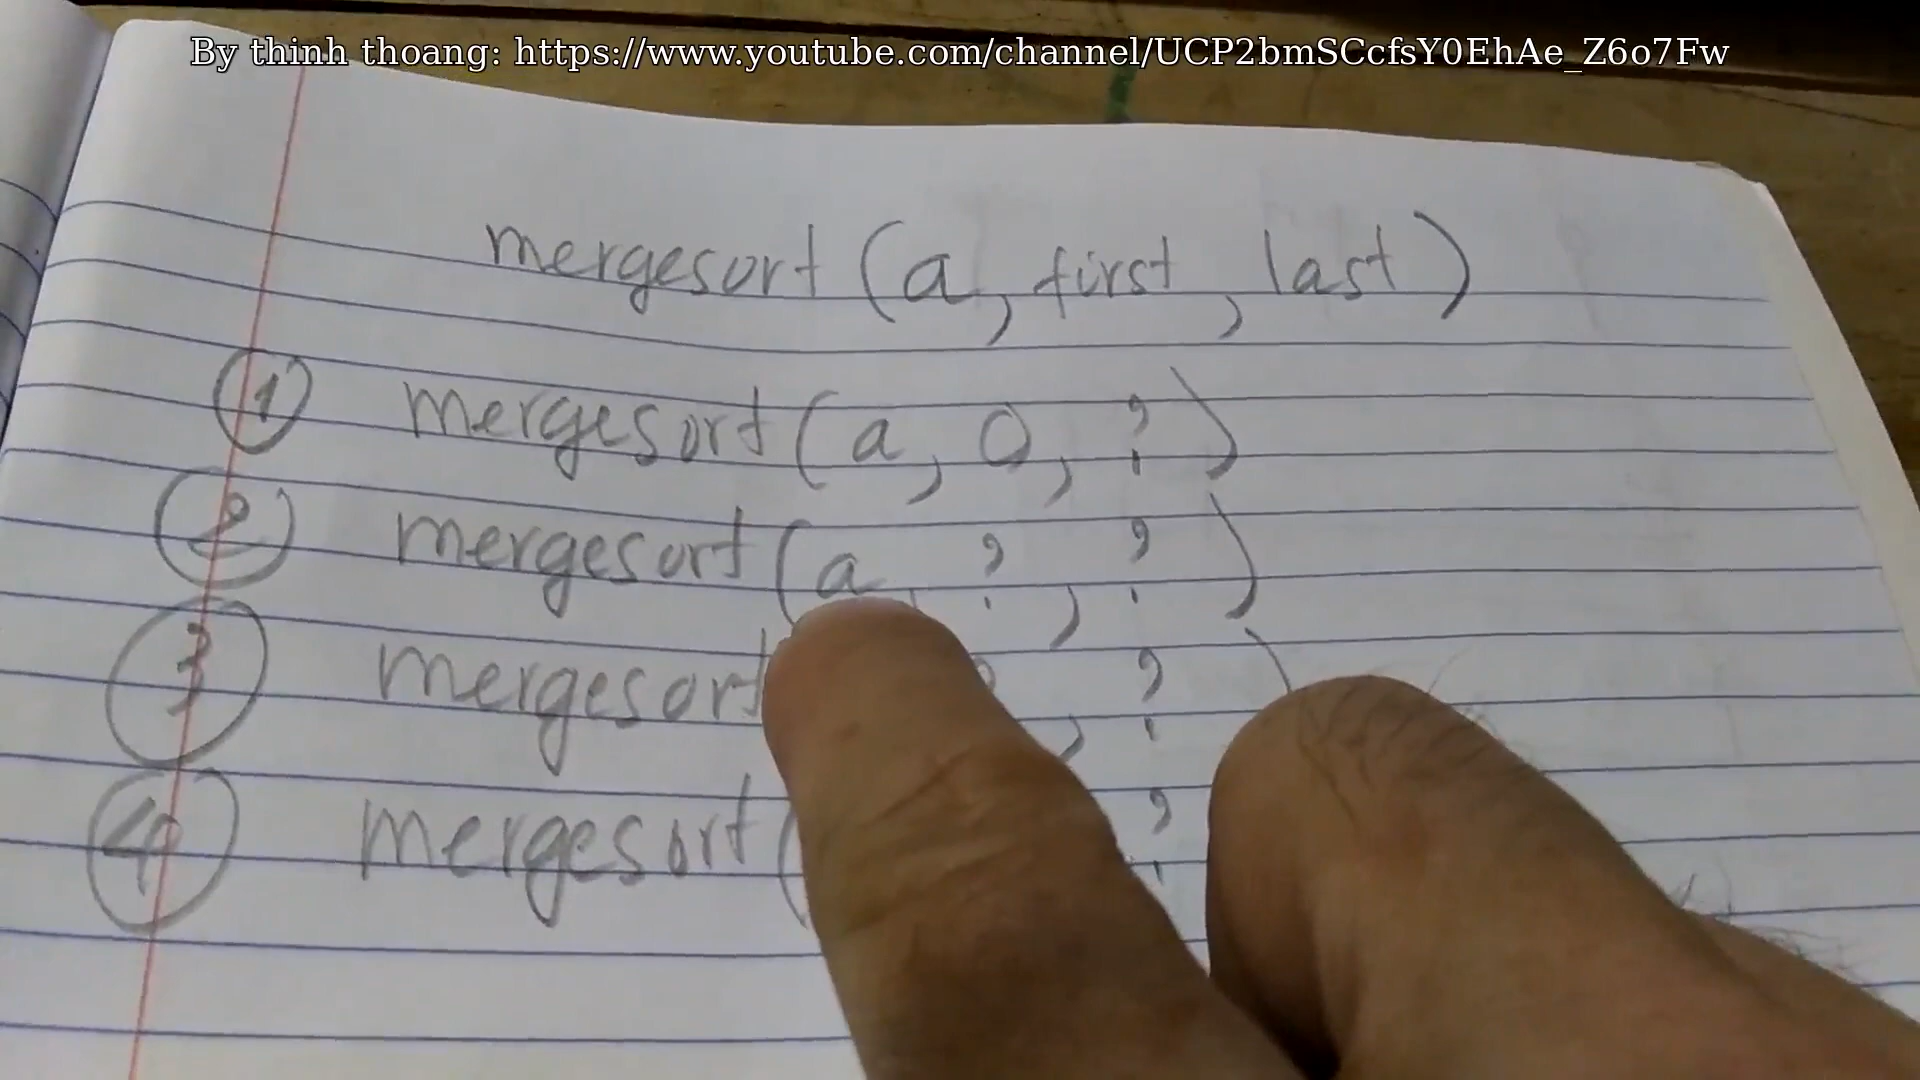 By thinh thoang: https://www.youtube.com/channel/UCP2bmSCcfsY0EhAe_Z6o7Fw
mergesort (a, first, last)
① mergesort (a, 0, ?)
② mergesort (a, ?, ?)
③ mergesort ?, ?)
④ mergesort ( ?